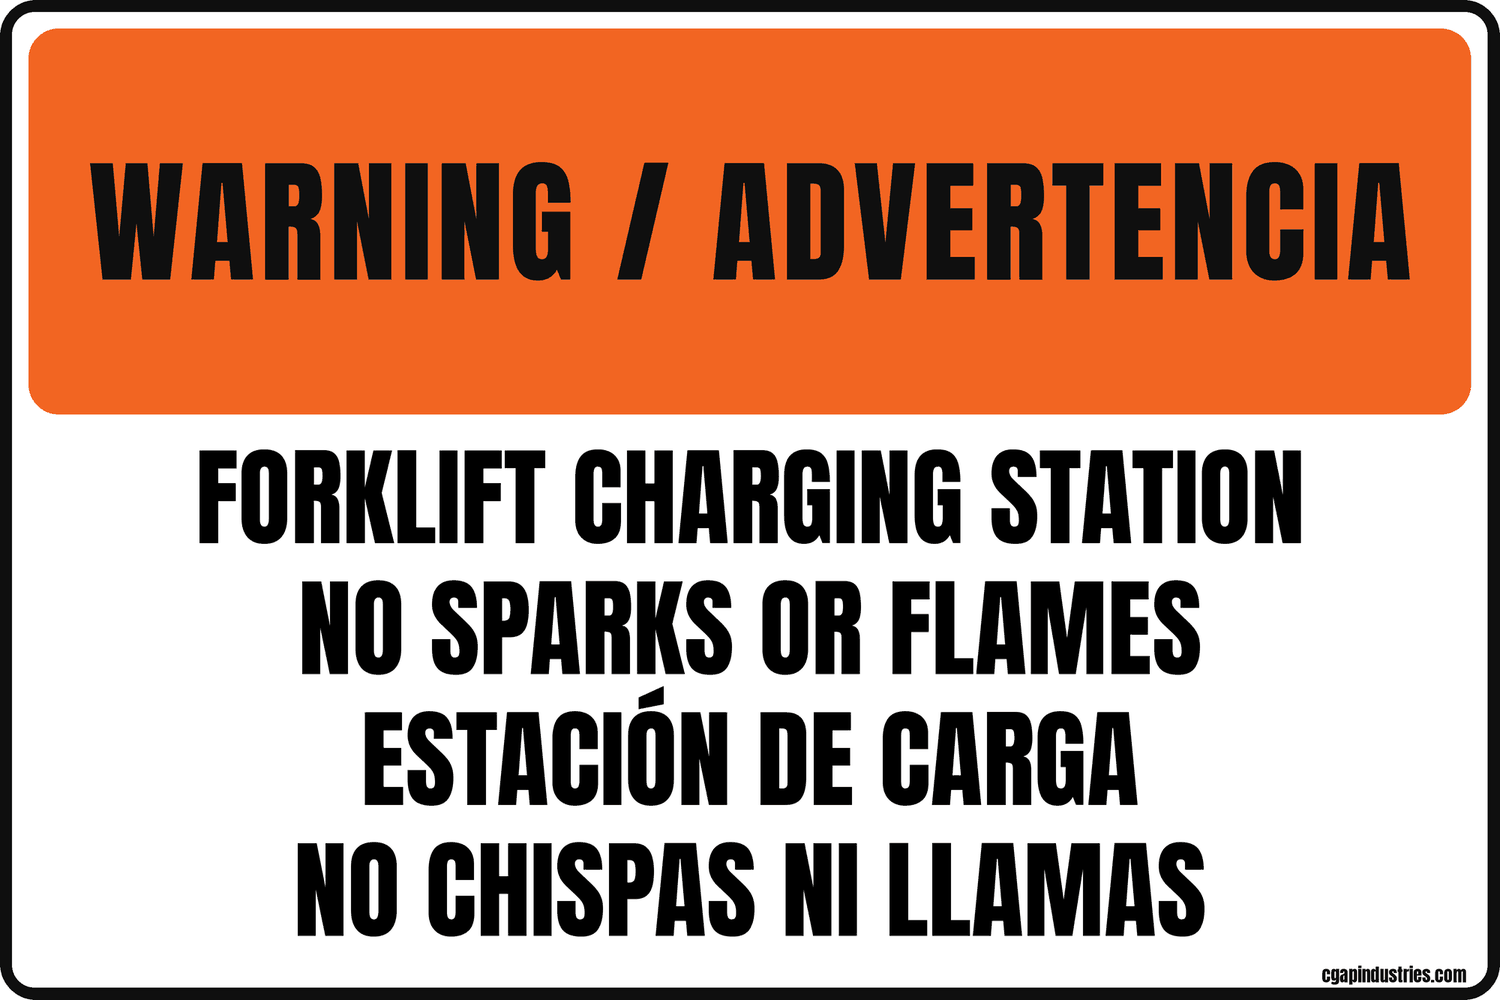 WARNING / ADVERTENCIA
FORKLIFT CHARGING STATION
NO SPARKS OR FLAMES
ESTACIÓN DE CARGA
NO CHISPAS NI LLAMAS
cgapindustries.com